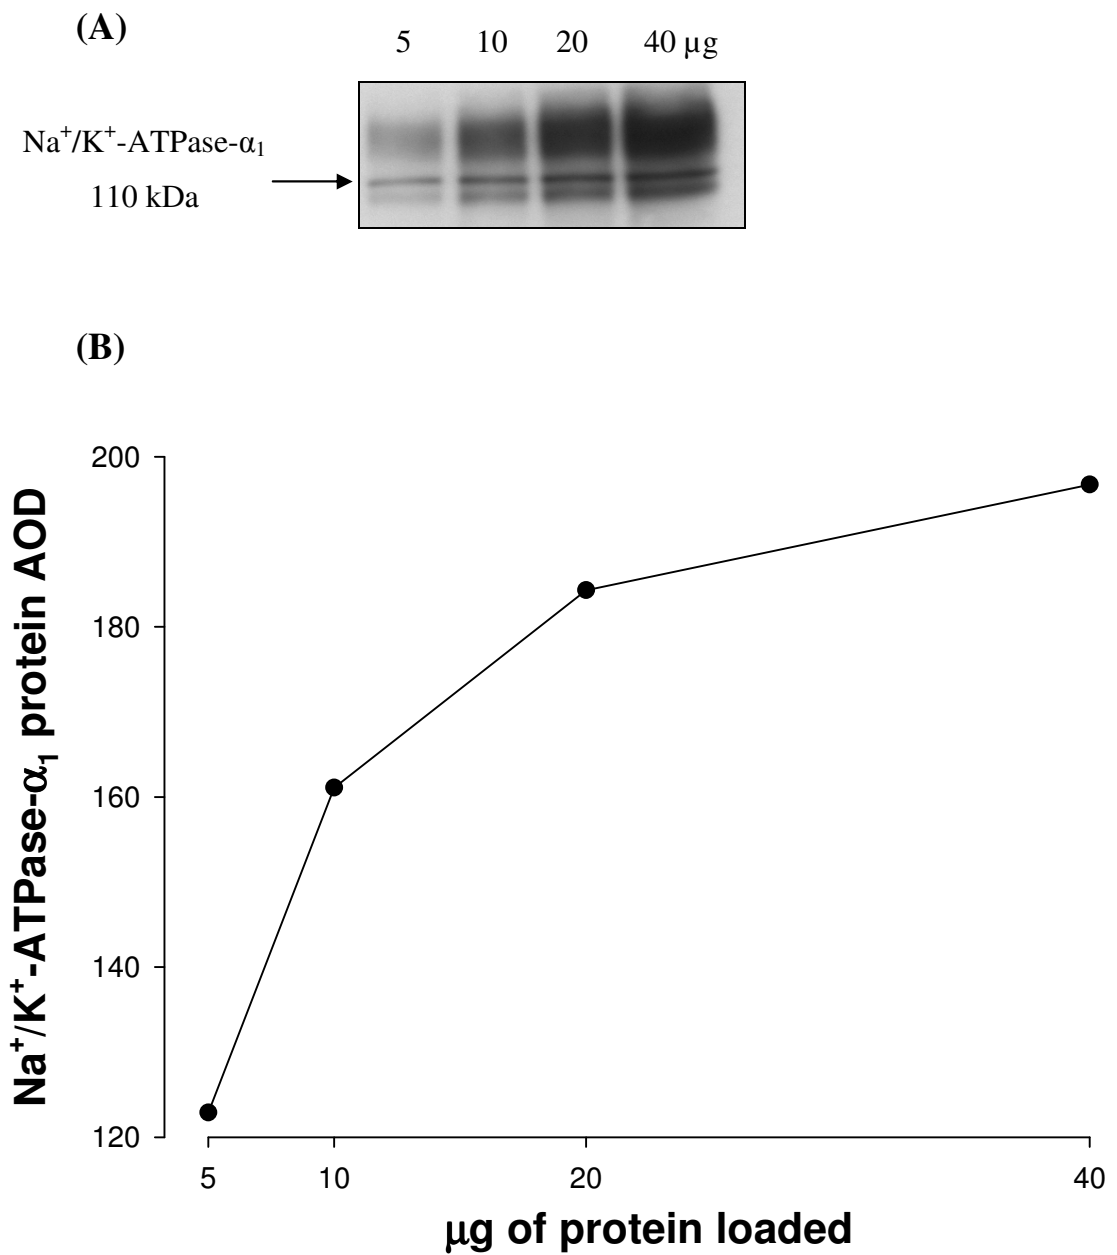 (A)
5 10 20 40 µg
Na⁺/K⁺-ATPase-α₁
110 kDa
(B)
200
180
160
140
120
Na⁺/K⁺-ATPase-α₁ protein AOD
5 10 20 40
µg of protein loaded